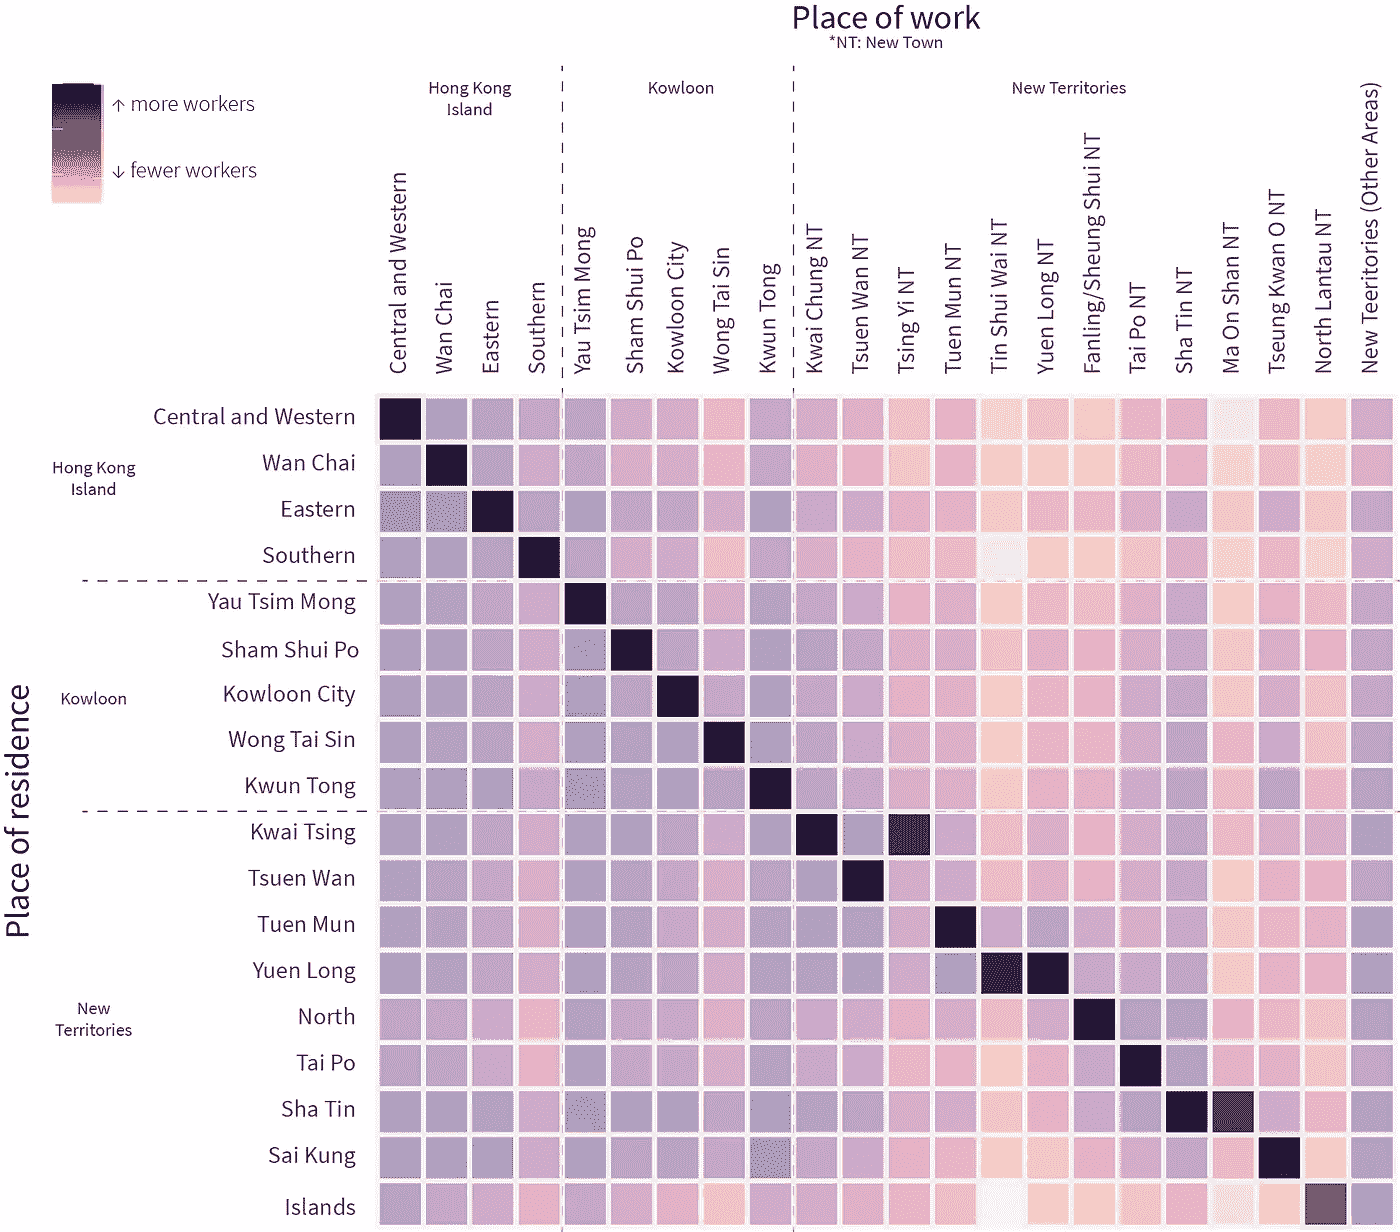 Place of work
*NT: New Town
↑ more workers
↓ fewer workers
Hong Kong
Island
Kowloon
New Territories
Central and Western
Wan Chai
Eastern
Southern
Yau Tsim Mong
Sham Shui Po
Kowloon City
Wong Tai Sin
Kwun Tong
Kwai Chung NT
Tsuen Wan NT
Tsing Yi NT
Tuen Mun NT
Tin Shui Wai NT
Yuen Long NT
Fanling/Sheung Shui NT
Tai Po NT
Sha Tin NT
Ma On Shan NT
Tseung Kwan O NT
North Lantau NT
New Teeritories (Other Areas)
Place of residence
Hong Kong
Island
Central and Western
Wan Chai
Eastern
Southern
Kowloon
Yau Tsim Mong
Sham Shui Po
Kowloon City
Wong Tai Sin
Kwun Tong
New
Territories
Kwai Tsing
Tsuen Wan
Tuen Mun
Yuen Long
North
Tai Po
Sha Tin
Sai Kung
Islands